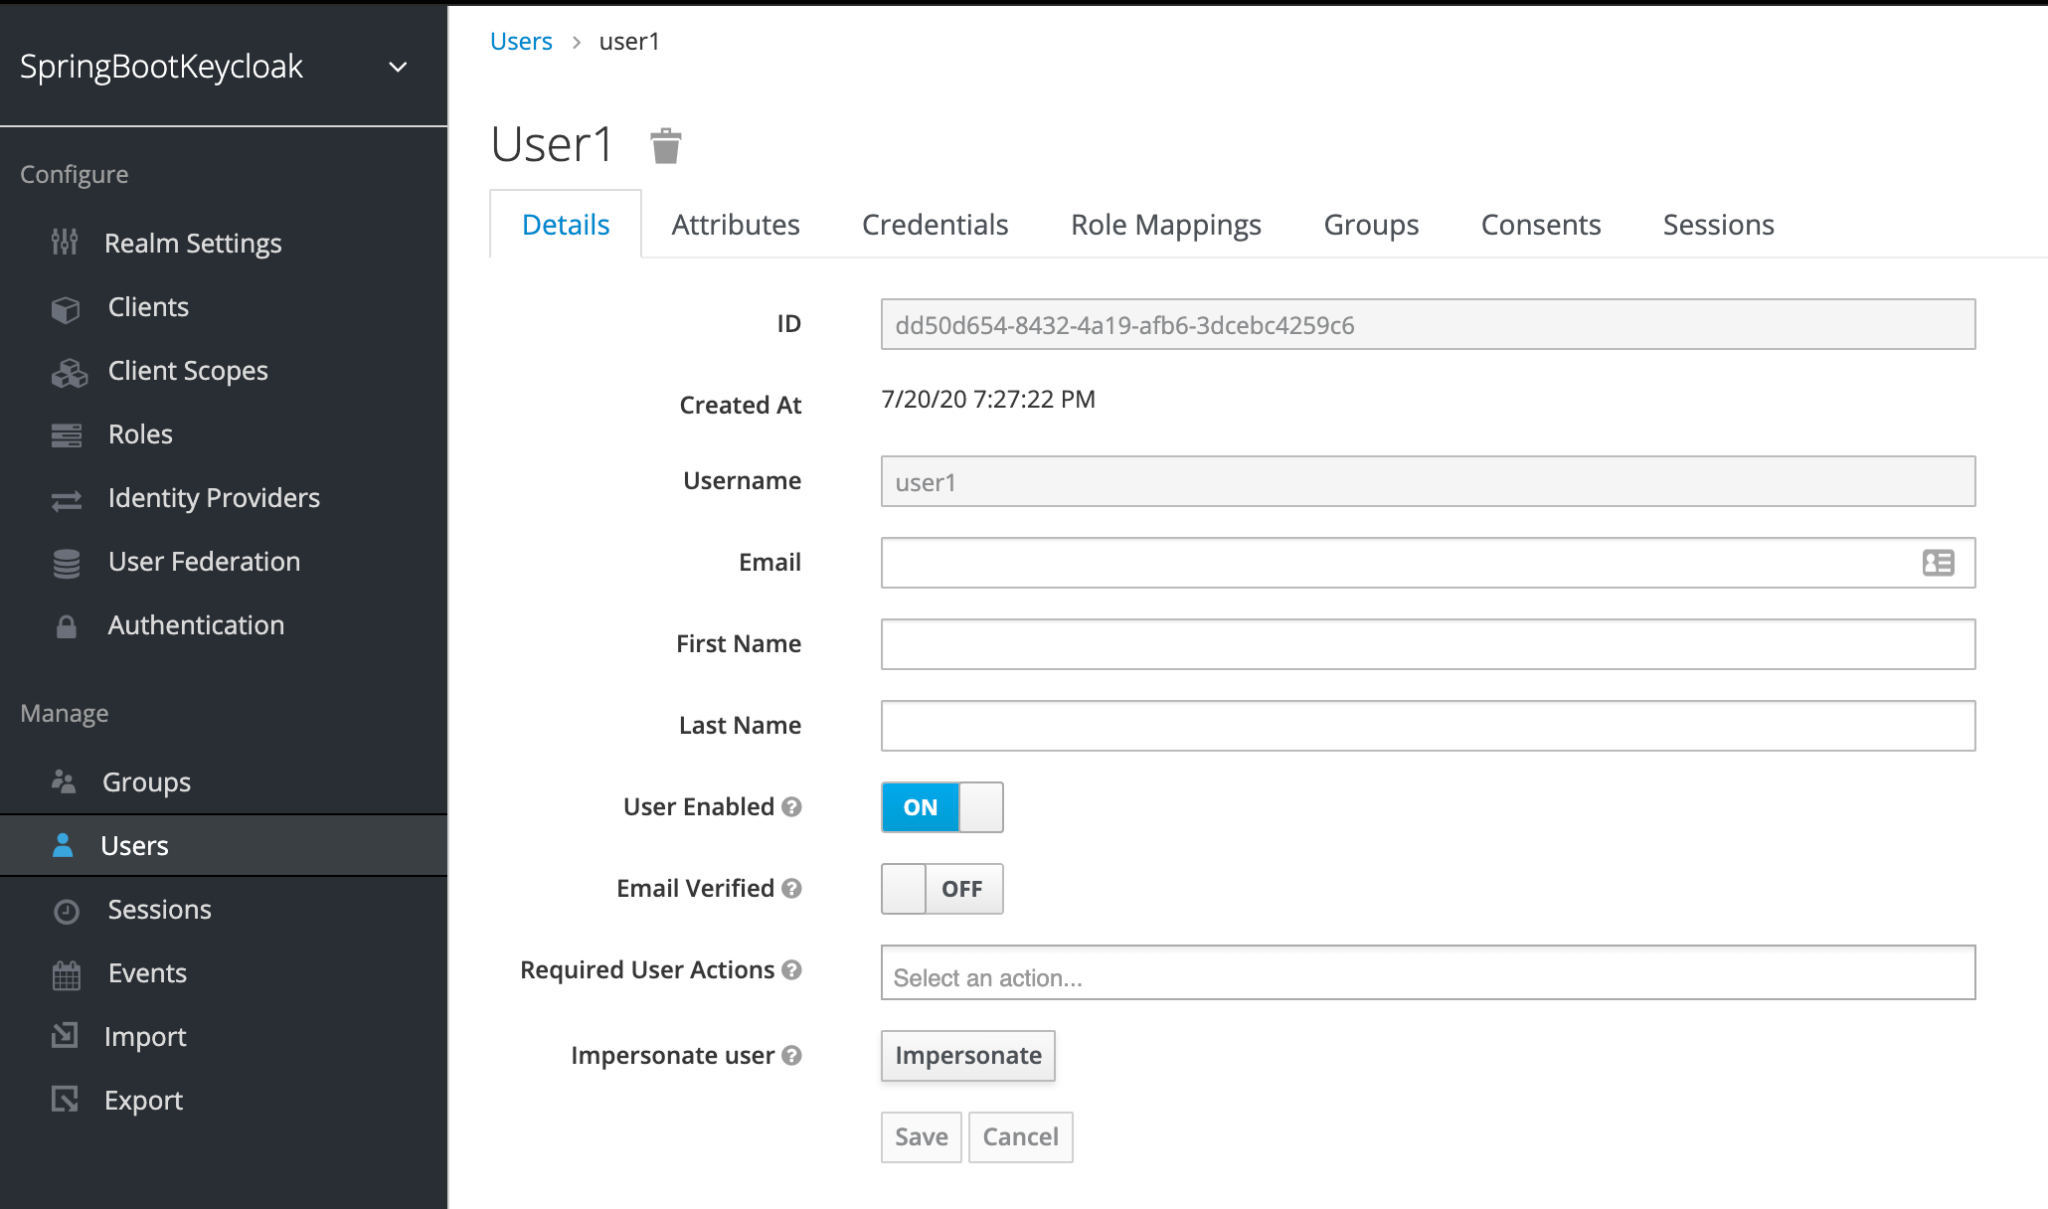 SpringBootKeycloak
Configure
Realm Settings
Clients
Client Scopes
Roles
Identity Providers
User Federation
Authentication
Manage
Groups
Users
Sessions
Events
Import
Export
Users > user1
User1
Details Attributes Credentials Role Mappings Groups Consents Sessions
ID dd50d654-8432-4a19-afb6-3dcebc4259c6
Created At 7/20/20 7:27:22 PM
Username user1
Email
First Name
Last Name
User Enabled ? ON
Email Verified ? OFF
Required User Actions ? Select an action...
Impersonate user ? Impersonate
Save Cancel